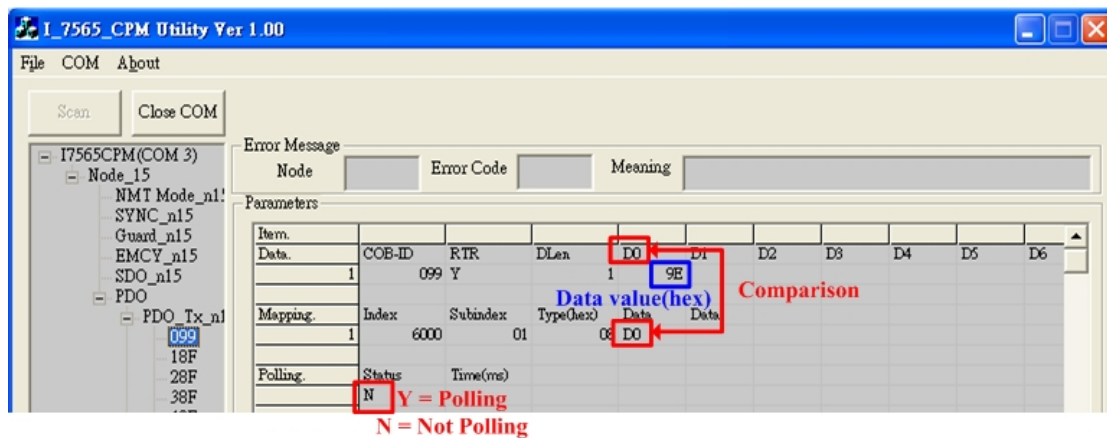 I_7565_CPM Utility Ver 1.00
File COM About
Scan Close COM
I7565CPM(COM 3)
Node_15
NMT Mode_n1
SYNC_n15
Guard_n15
EMCY_n15
SDO_n15
PDO
PDO_Tx_n1
099
18F
28F
38F
Error Message
Node Error Code Meaning
Parameters
Item.
Data. COB-ID RTR DLen D0 D1 D2 D3 D4 D5 D6
1 099 Y 1 9E
Data value(hex) Comparison
Mapping. Index Subindex Type(hex) Data Data
1 6000 01 08 D0
Polling. Status Time(ms)
N Y = Polling
N = Not Polling